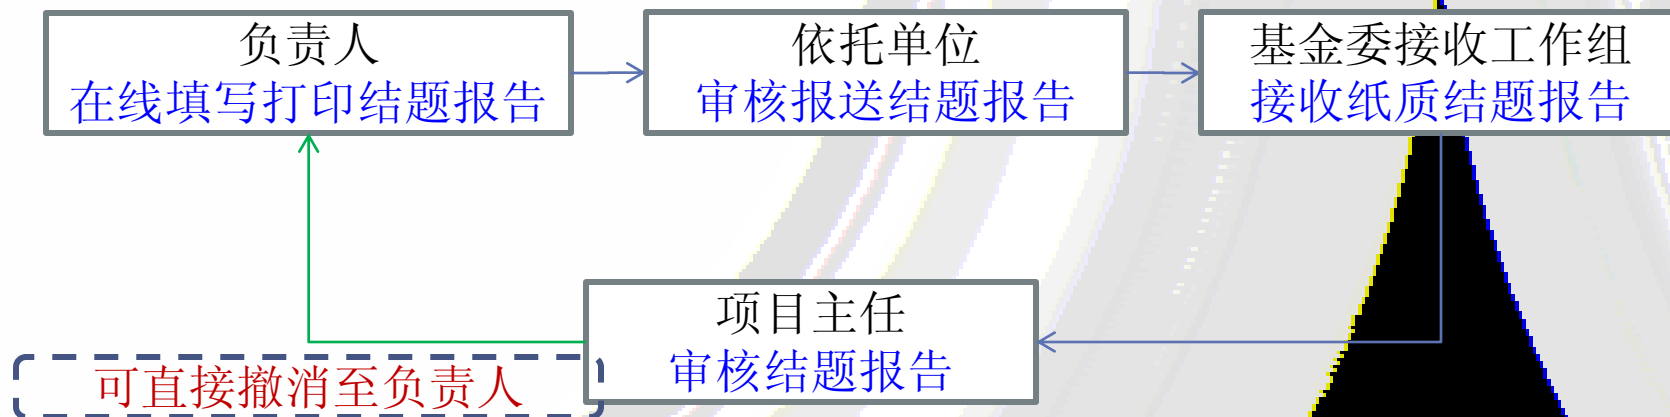 负责人
在线填写打印结题报告
依托单位
审核报送结题报告
基金委接收工作组
接收纸质结题报告
项目主任
审核结题报告
可直接撤消至负责人